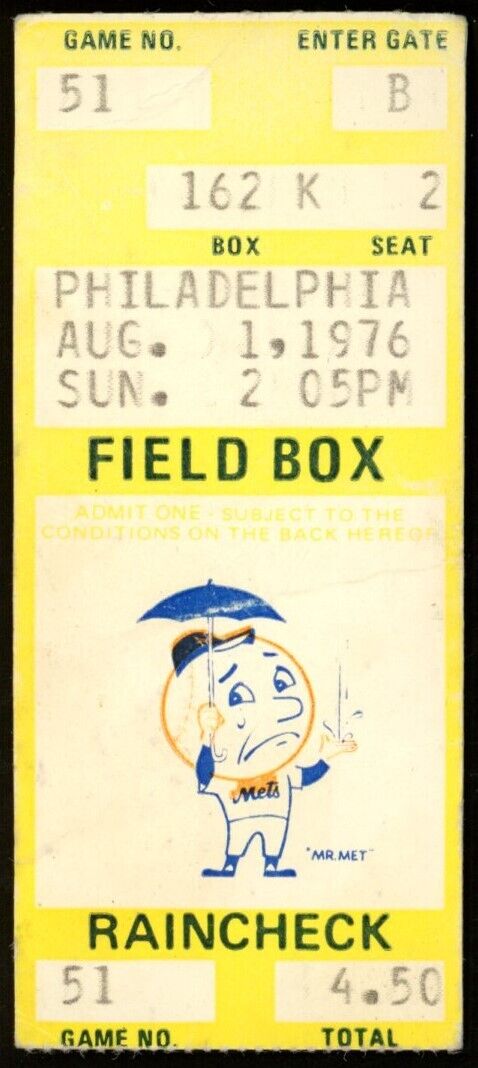 GAME NO. ENTER GATE
51 B
162 K 2
BOX SEAT
PHILADELPHIA
AUG. 1,1976
SUN. 2 05PM
FIELD BOX
ADMIT ONE - SUBJECT TO THE
CONDITIONS ON THE BACK HEREOF
Mets
"MR.MET"
RAINCHECK
51 4.50
GAME NO. TOTAL